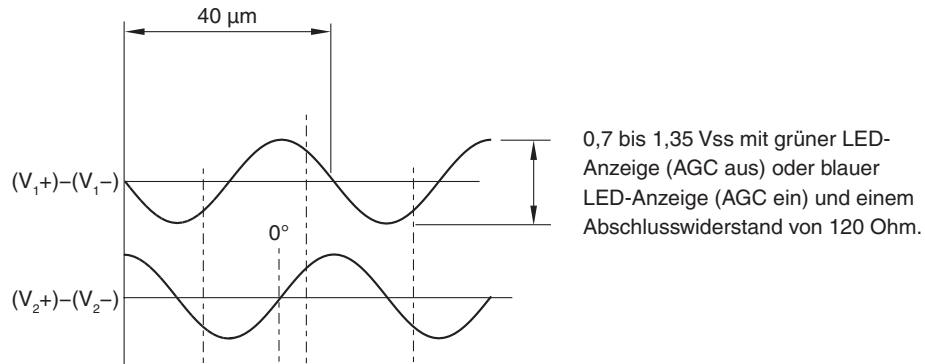 40 µm
0,7 bis 1,35 Vss mit grüner LED-
Anzeige (AGC aus) oder blauer
LED-Anzeige (AGC ein) und einem
Abschlusswiderstand von 120 Ohm.
(V₁+)–(V₁–)
0°
(V₂+)–(V₂–)